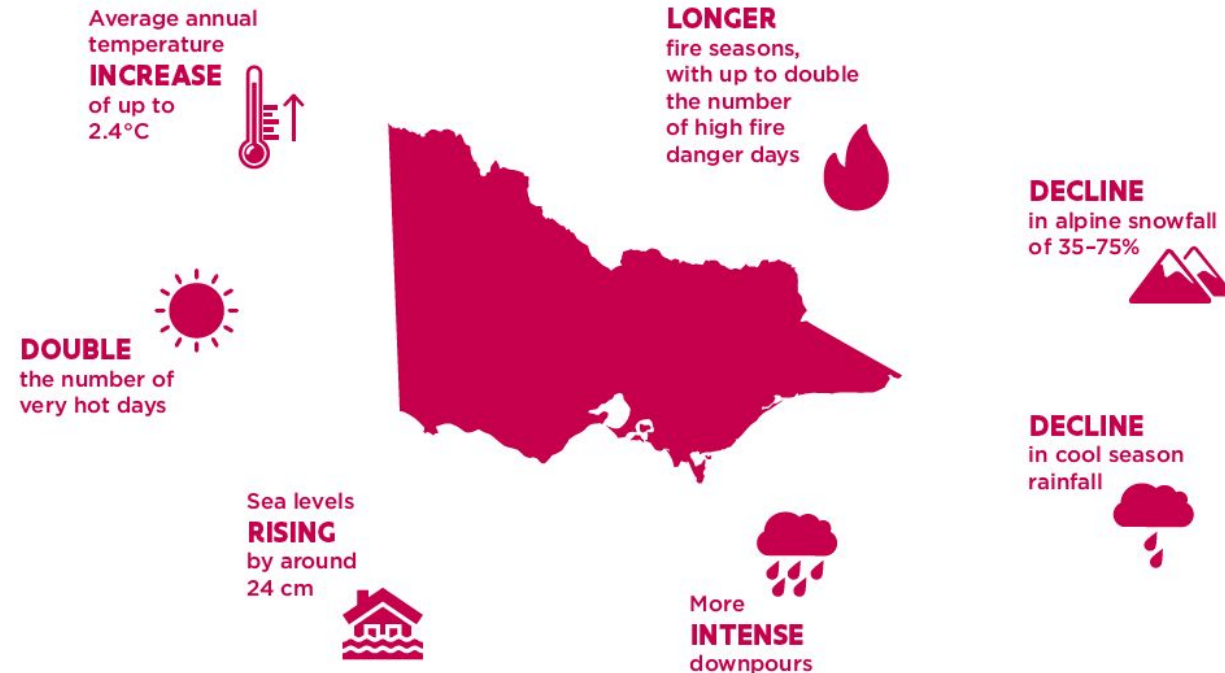 Average annual
temperature
INCREASE
of up to
2.4°C
LONGER
fire seasons,
with up to double
the number
of high fire
danger days
DECLINE
in alpine snowfall
of 35–75%
DOUBLE
the number of
very hot days
DECLINE
in cool season
rainfall
Sea levels
RISING
by around
24 cm
More
INTENSE
downpours